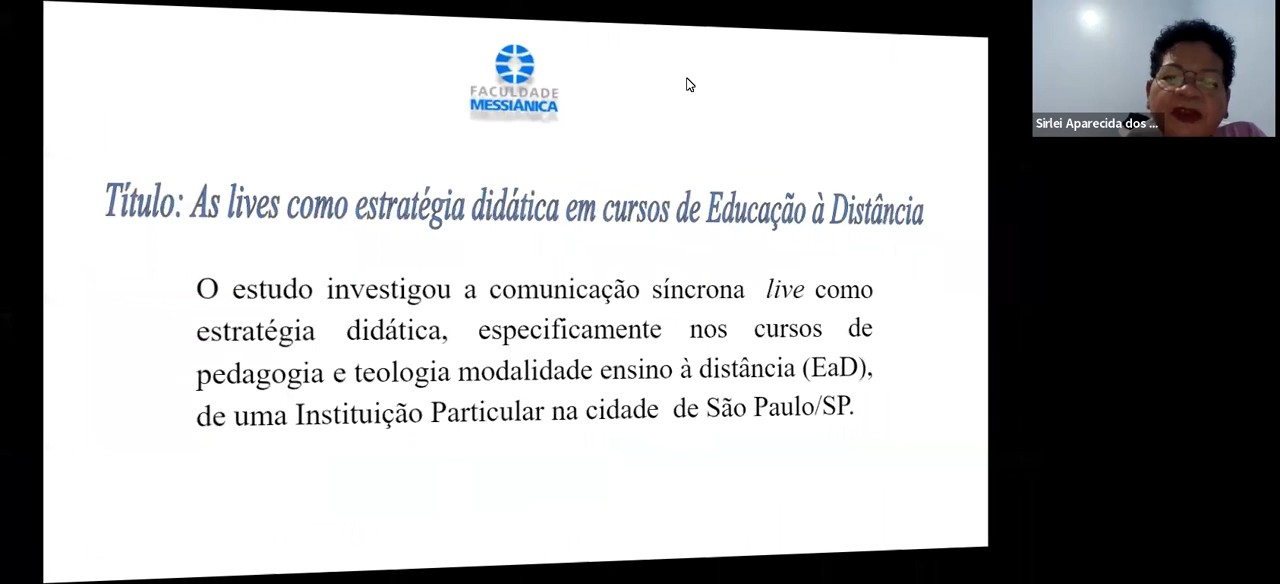 FACULDADE
MESSIÂNICA
Título: As lives como estratégia didática em cursos de Educação à Distância
O estudo investigou a comunicação síncrona live como
estratégia didática, especificamente nos cursos de
pedagogia e teologia modalidade ensino à distância (EaD),
de uma Instituição Particular na cidade de São Paulo/SP.
Sirlei Aparecida dos ...